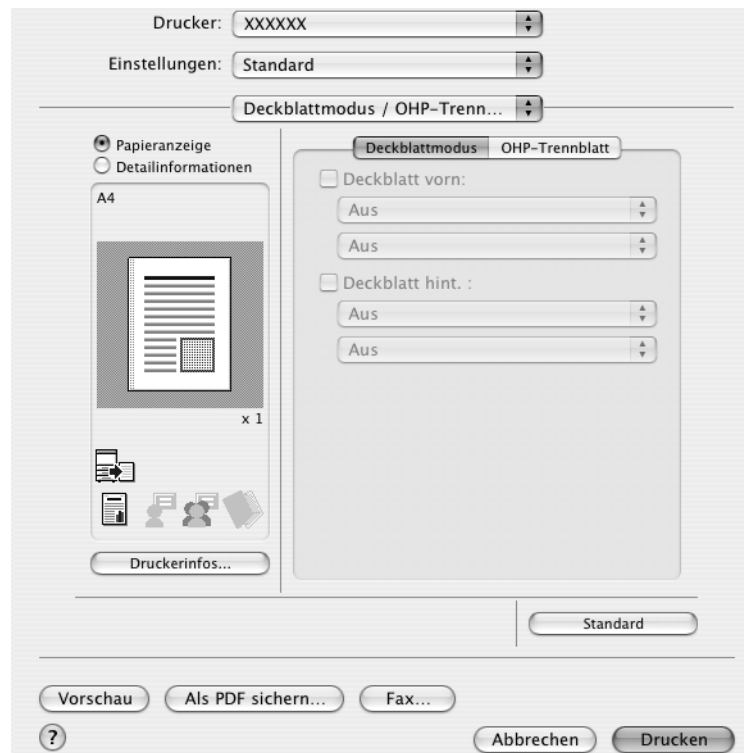 Drucker: XXXXXX
Einstellungen: Standard
Deckblattmodus / OHP-Trenn...
Papieranzeige
Detailinformationen
A4
x 1
Druckerinfos...
Deckblattmodus OHP-Trennblatt
Deckblatt vorn:
Aus
Aus
Deckblatt hint. :
Aus
Aus
Standard
Vorschau Als PDF sichern... Fax...
? Abbrechen Drucken